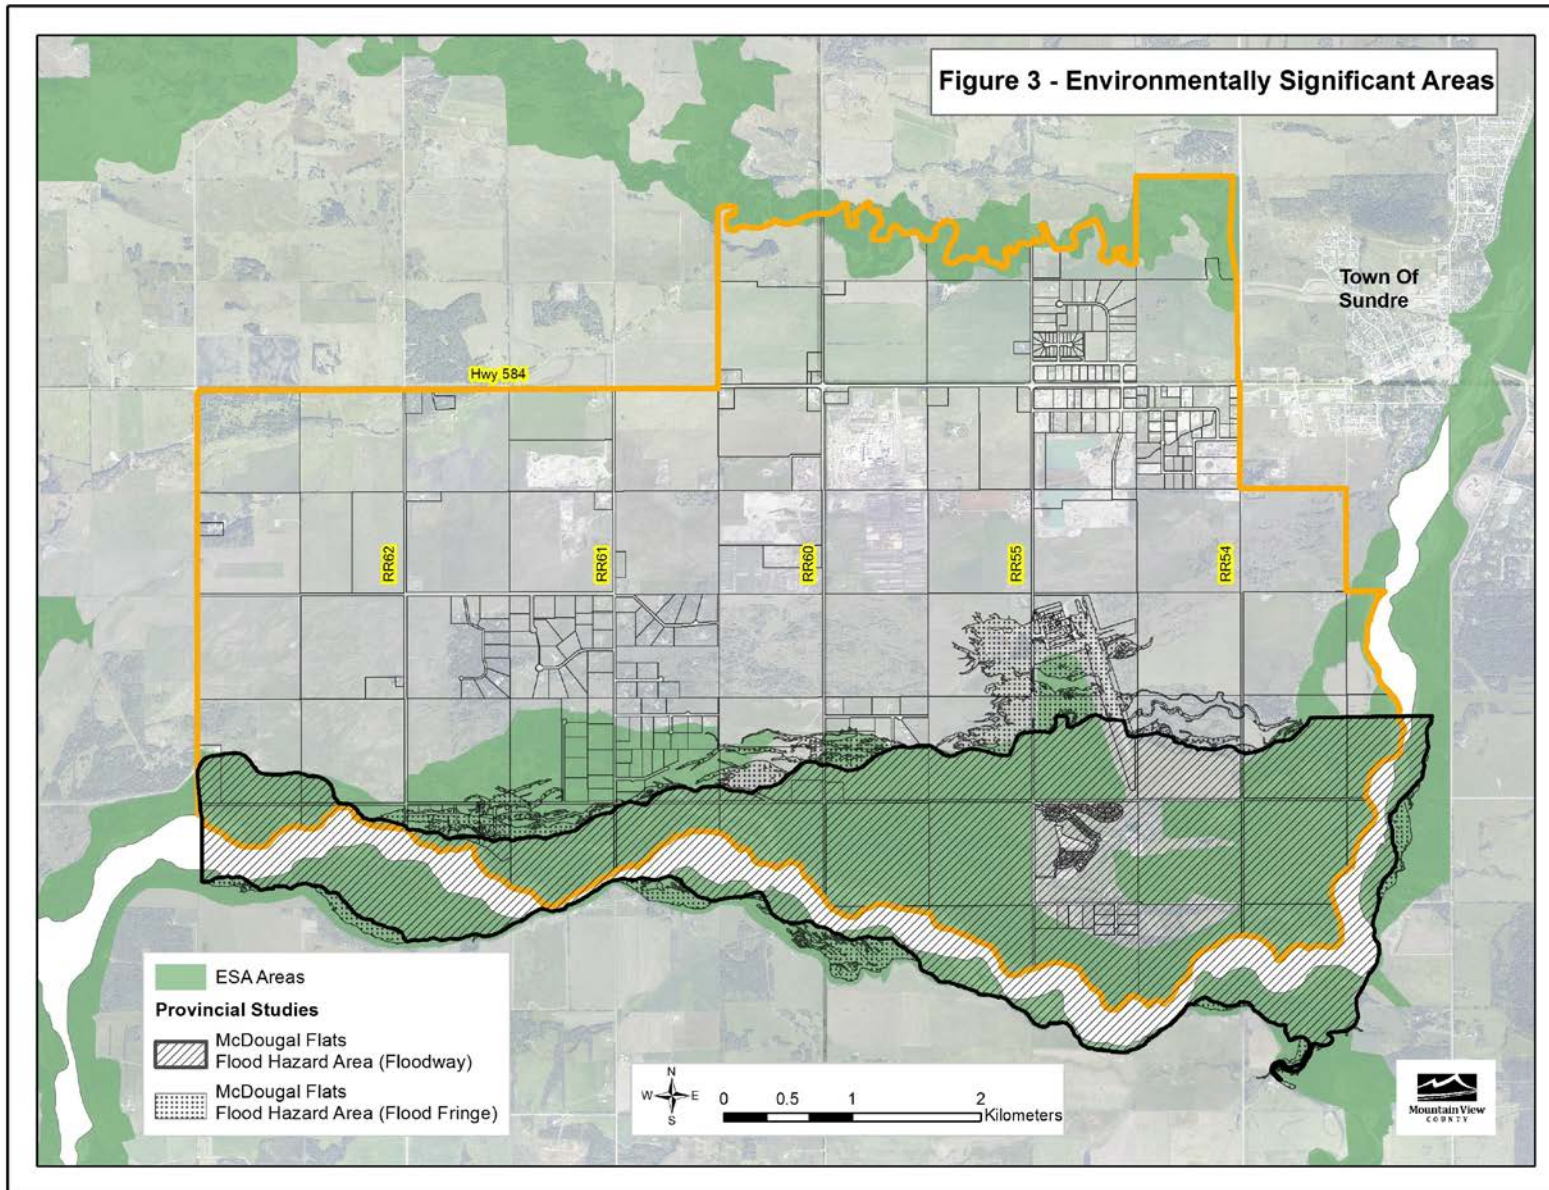 Figure 3 - Environmentally Significant Areas
Town Of
Sundre
Hwy 584
RR62
RR61
RR60
RR55
RR54
ESA Areas
Provincial Studies
McDougal Flats
Flood Hazard Area (Floodway)
McDougal Flats
Flood Hazard Area (Flood Fringe)
N
W E
S
0 0.5 1 2
Kilometers
Mountain View
COUNTY